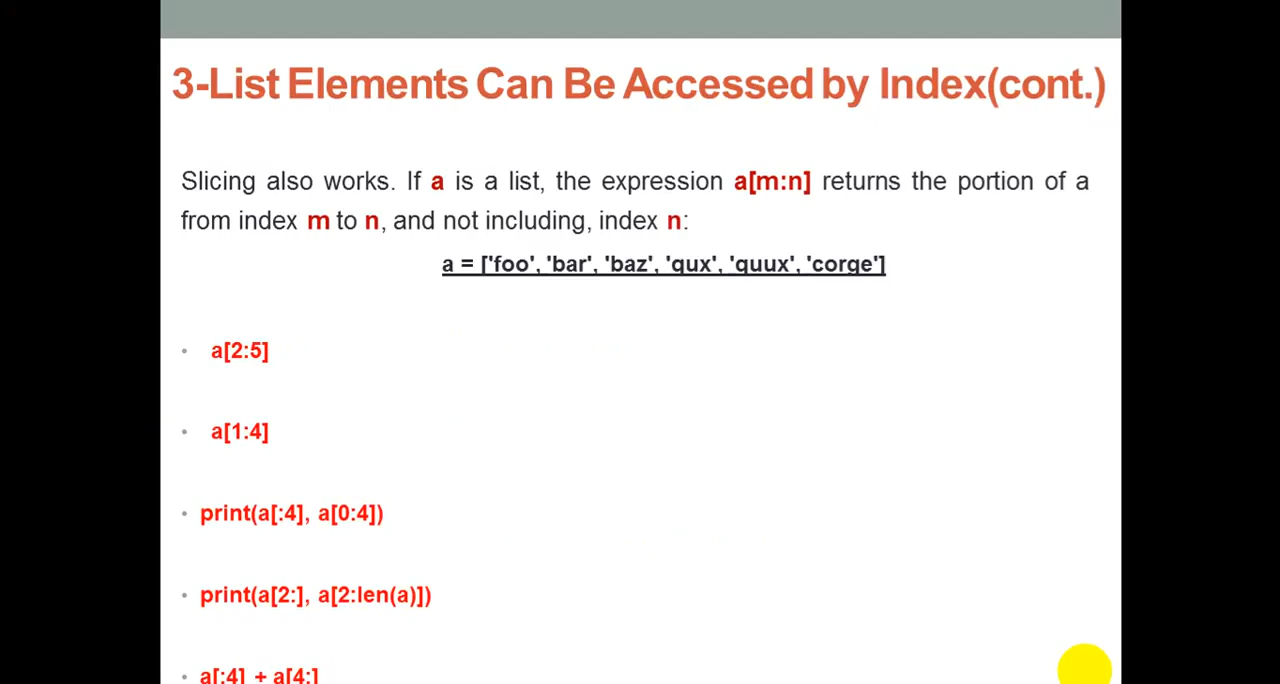 3-List Elements Can Be Accessed by Index(cont.)
Slicing also works. If a is a list, the expression a[m:n] returns the portion of a
from index m to n, and not including, index n:
a = ['foo', 'bar', 'baz', 'qux', 'quux', 'corge']
• a[2:5]
• a[1:4]
• print(a[:4], a[0:4])
• print(a[2:], a[2:len(a)])
• a[:4] + a[4:]